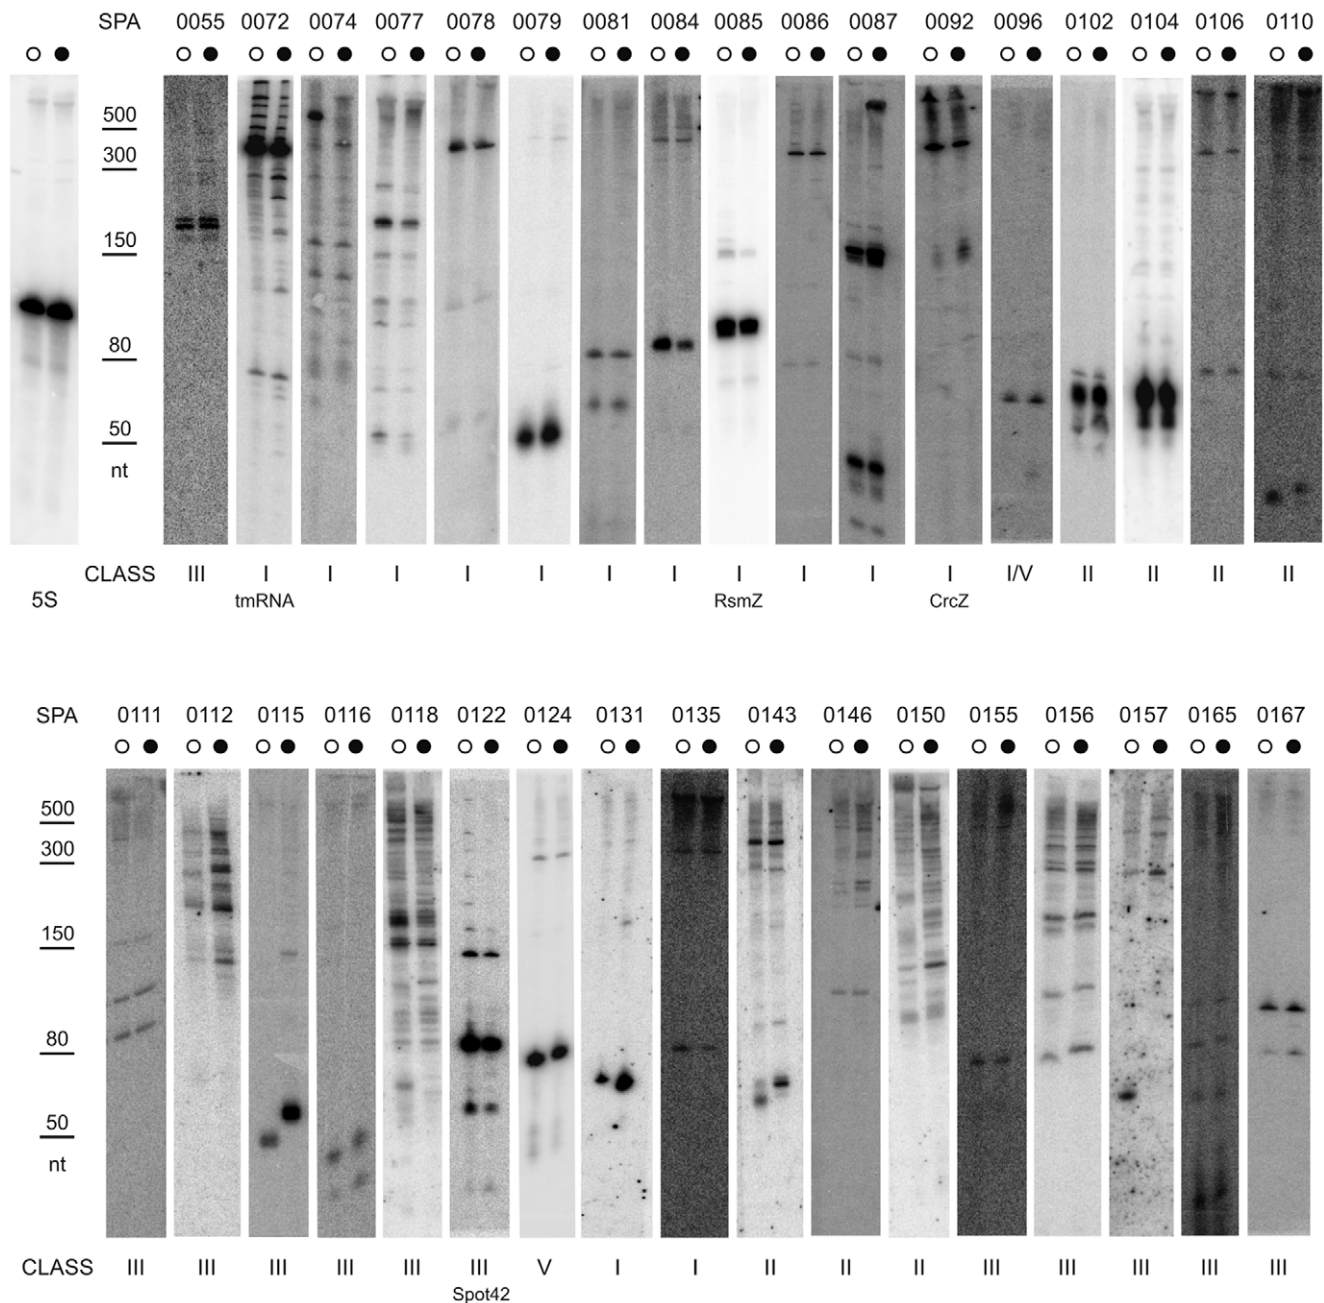 SPA 0055 0072 0074 0077 0078 0079 0081 0084 0085 0086 0087 0092 0096 0102 0104 0106 0110
500
300
150
80
50
nt
CLASS III I I I I I I I I I I I I/V II II II II
5S tmRNA RsmZ CrcZ
SPA 0111 0112 0115 0116 0118 0122 0124 0131 0135 0143 0146 0150 0155 0156 0157 0165 0167
500
300
150
80
50
nt
CLASS III III III III III III V I I II II II III III III III III
Spot42